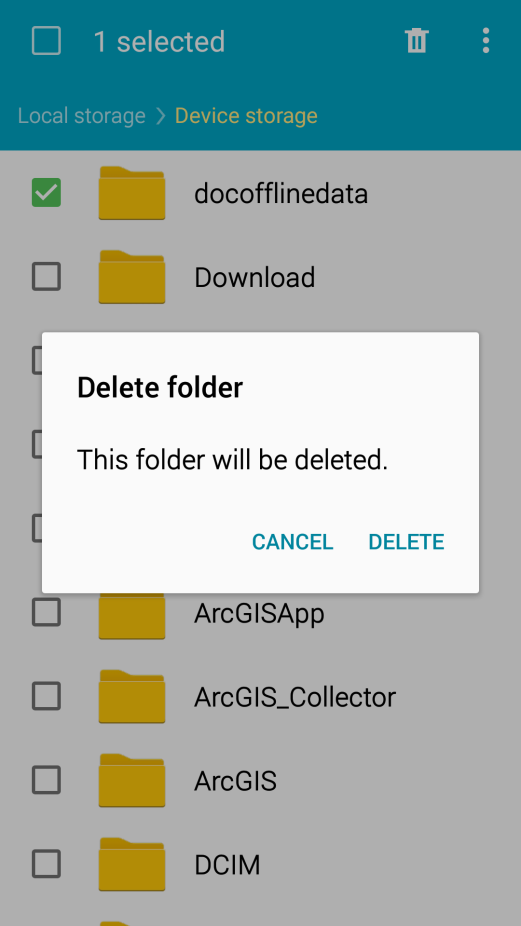 1 selected
Local storage > Device storage
docofflinedata
Download
Delete folder
This folder will be deleted.
CANCEL DELETE
ArcGISApp
ArcGIS_Collector
ArcGIS
DCIM